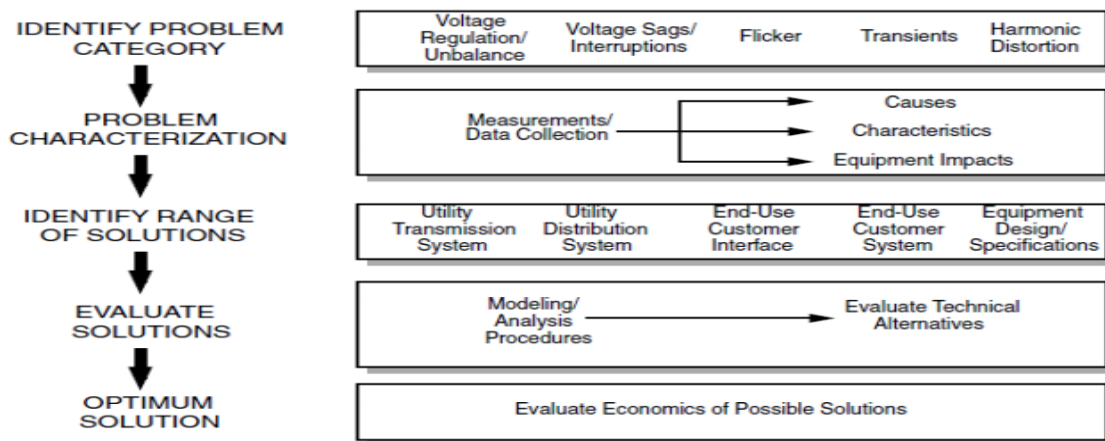 IDENTIFY PROBLEM
CATEGORY
Voltage
Regulation/
Unbalance
Voltage Sags/
Interruptions
Flicker
Transients
Harmonic
Distortion
PROBLEM
CHARACTERIZATION
Measurements/
Data Collection
Causes
Characteristics
Equipment Impacts
IDENTIFY RANGE
OF SOLUTIONS
Utility
Transmission
System
Utility
Distribution
System
End-Use
Customer
Interface
End-Use
Customer
System
Equipment
Design/
Specifications
EVALUATE
SOLUTIONS
Modeling/
Analysis
Procedures
Evaluate Technical
Alternatives
OPTIMUM
SOLUTION
Evaluate Economics of Possible Solutions